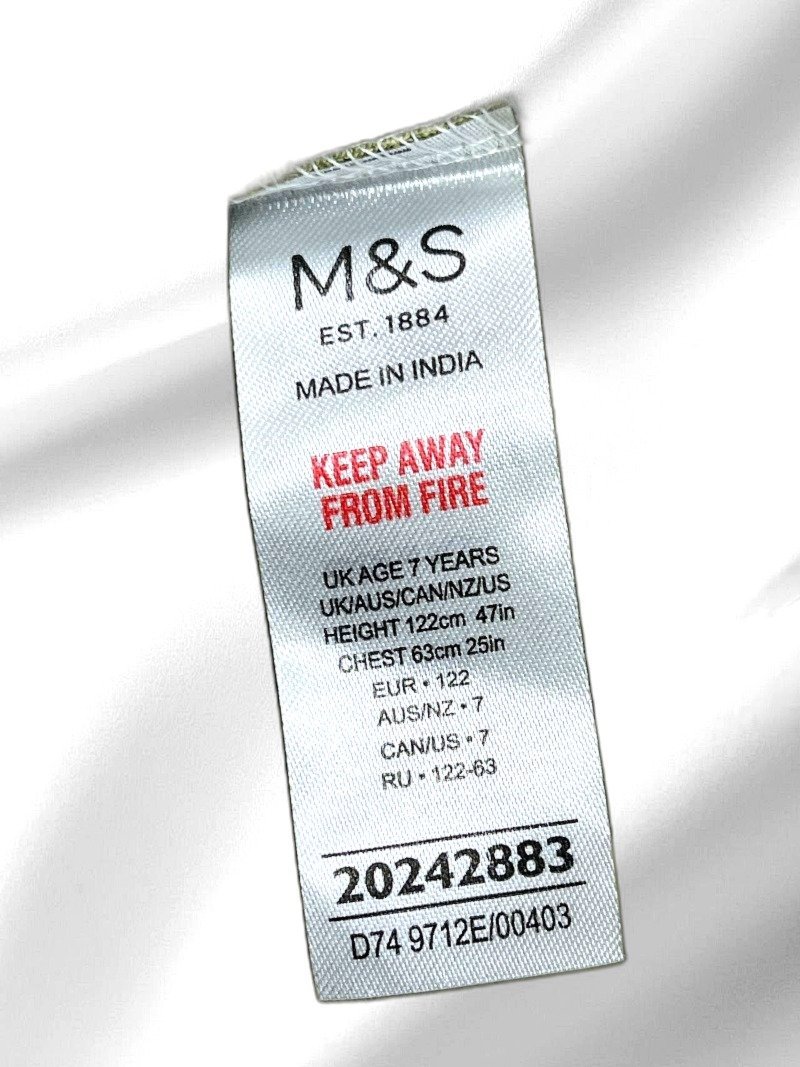 M&S
EST. 1884
MADE IN INDIA
KEEP AWAY
FROM FIRE
UK AGE 7 YEARS
UK/AUS/CAN/NZ/US
HEIGHT 122cm 47in
CHEST 63cm 25in
EUR • 122
AUS/NZ • 7
CAN/US • 7
RU • 122-63
20242883
D74 9712E/00403